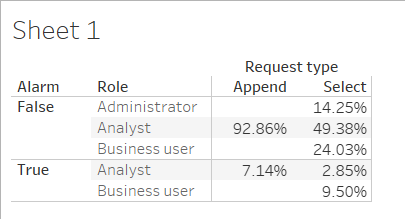 Sheet 1
Request type
Alarm Role Append Select
False Administrator 14.25%
Analyst 92.86% 49.38%
Business user 24.03%
True Analyst 7.14% 2.85%
Business user 9.50%